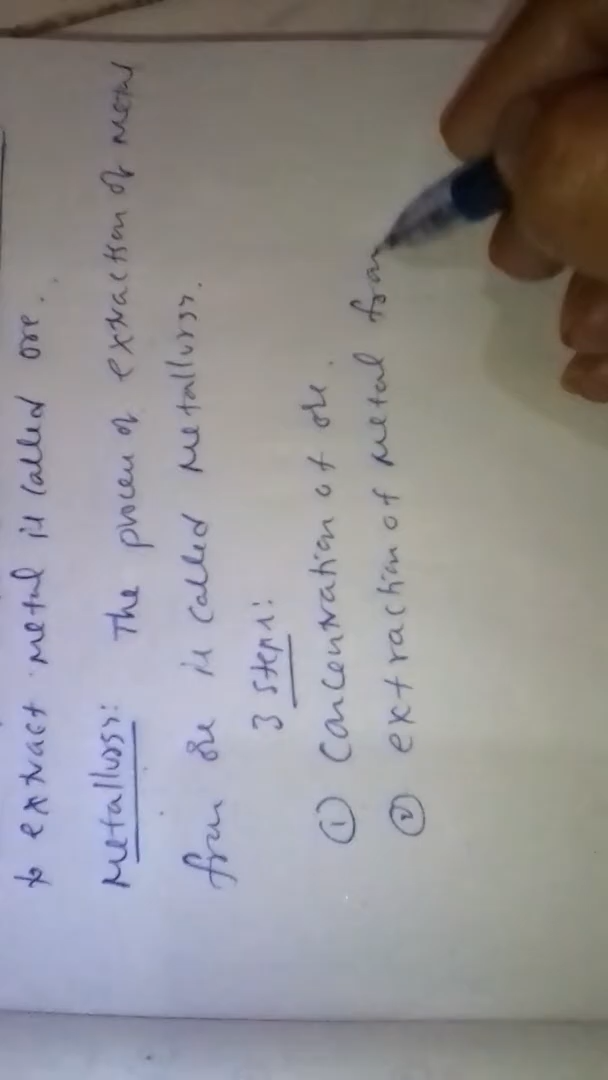 to extract metal is called ore.
Metallurgy: The process of extraction of metal
from ore is called metallurgy.
3 steps:
① Concentration of ore.
② extraction of metal from